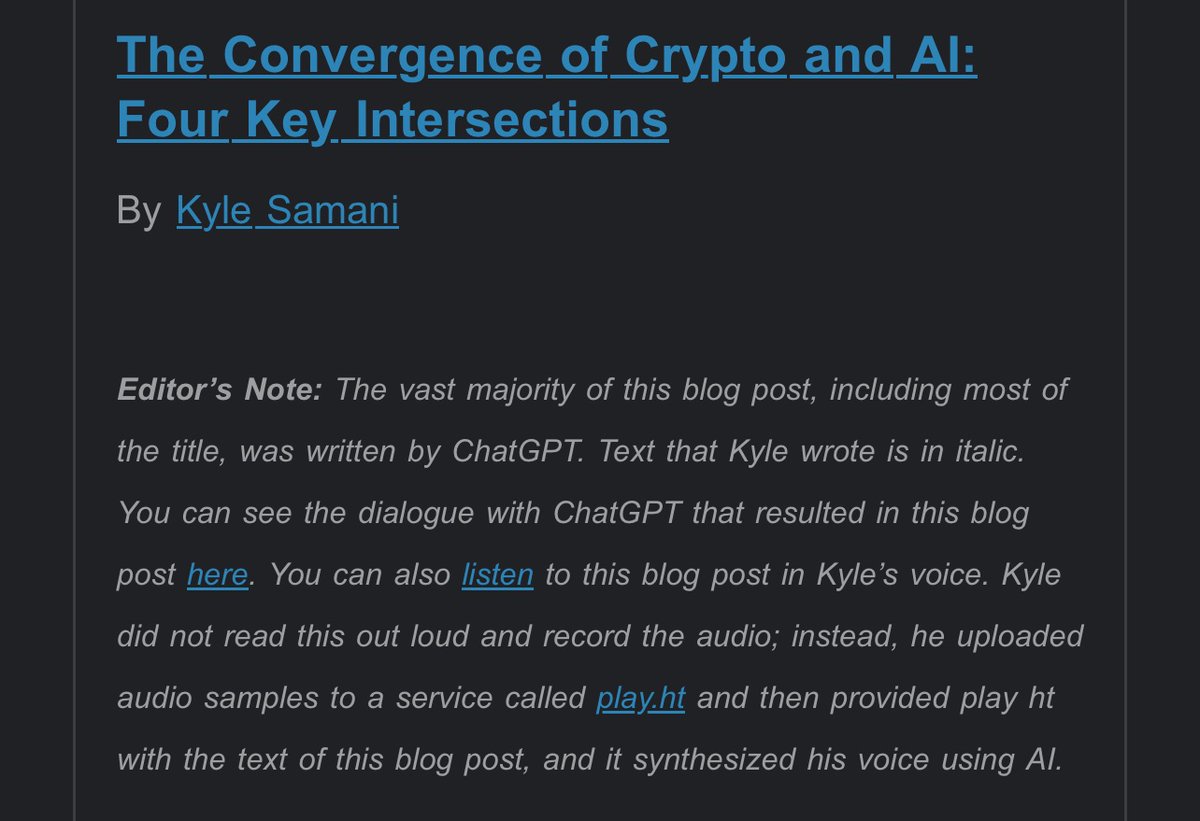 The Convergence of Crypto and AI:
Four Key Intersections
By Kyle Samani
Editor’s Note: The vast majority of this blog post, including most of
the title, was written by ChatGPT. Text that Kyle wrote is in italic.
You can see the dialogue with ChatGPT that resulted in this blog
post here. You can also listen to this blog post in Kyle’s voice. Kyle
did not read this out loud and record the audio; instead, he uploaded
audio samples to a service called play.ht and then provided play ht
with the text of this blog post, and it synthesized his voice using AI.